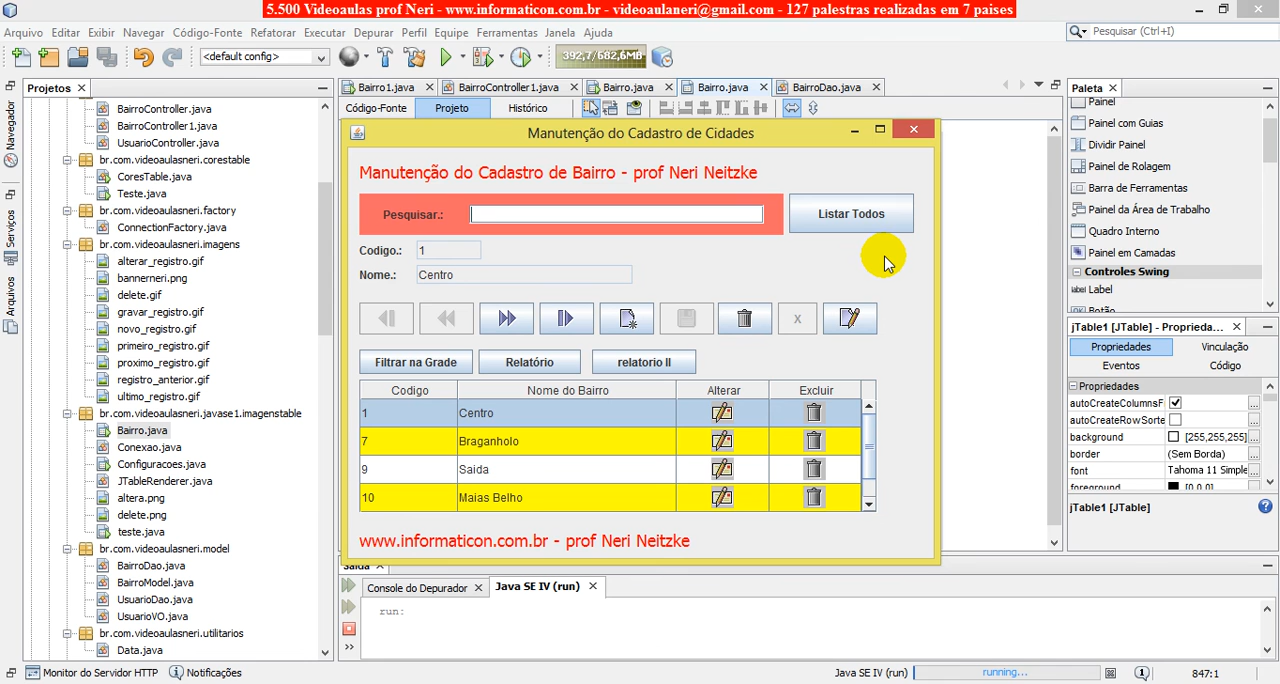 5.500 Videoaulas prof Neri - www.informaticon.com.br - videoaulaneri@gmail.com - 127 palestras realizadas em 7 paises
Arquivo Editar Exibir Navegar Código-Fonte Refatorar Executar Depurar Perfil Equipe Ferramentas Janela Ajuda
Pesquisar (Ctrl+I)
<default config>
392,7/682,6MB
Projetos
Bairro1.java
BairroController1.java
Bairro.java
Bairro.java
BairroDao.java
Paleta
Código-Fonte
Projeto
Histórico
Navegador
Serviços
Arquivos
BairroController.java
BairroController1.java
UsuarioController.java
br.com.videoaulasneri.corestable
CoresTable.java
Teste.java
br.com.videoaulasneri.factory
ConnectionFactory.java
br.com.videoaulasneri.imagens
alterar_registro.gif
bannerneri.png
delete.gif
gravar_registro.gif
novo_registro.gif
primeiro_registro.gif
proximo_registro.gif
registro_anterior.gif
ultimo_registro.gif
br.com.videoaulasneri.javase1.imagenstable
Bairro.java
Conexao.java
Configuracoes.java
JTableRenderer.java
altera.png
delete.png
teste.java
br.com.videoaulasneri.model
BairroDao.java
BairroModel.java
UsuarioDao.java
UsuarioVO.java
br.com.videoaulasneri.utilitarios
Data.java
Manutenção do Cadastro de Cidades
Manutenção do Cadastro de Bairro - prof Neri Neitzke
Pesquisar.:
Listar Todos
Codigo.: 1
Nome.: Centro
x
Filtrar na Grade
Relatório
relatorio II
Codigo Nome do Bairro Alterar Excluir
1 Centro
7 Braganholo
9 Saida
10 Maias Belho
www.informaticon.com.br - prof Neri Neitzke
Painel
Painel com Guias
Dividir Painel
Painel de Rolagem
Barra de Ferramentas
Painel da Área de Trabalho
Quadro Interno
Painel em Camadas
Controles Swing
label Label
Botão
jTable1 [JTable] - Proprieda...
Propriedades
Vinculação
Eventos
Código
Propriedades
autoCreateColumnsF
autoCreateRowSorte
background [255,255,255]
border (Sem Borda)
font Tahoma 11 Simple
foreground [0,0,0]
jTable1 [JTable]
Saída
Console do Depurador
Java SE IV (run)
run:
Monitor do Servidor HTTP
Notificações
Java SE IV (run)
running...
847:1